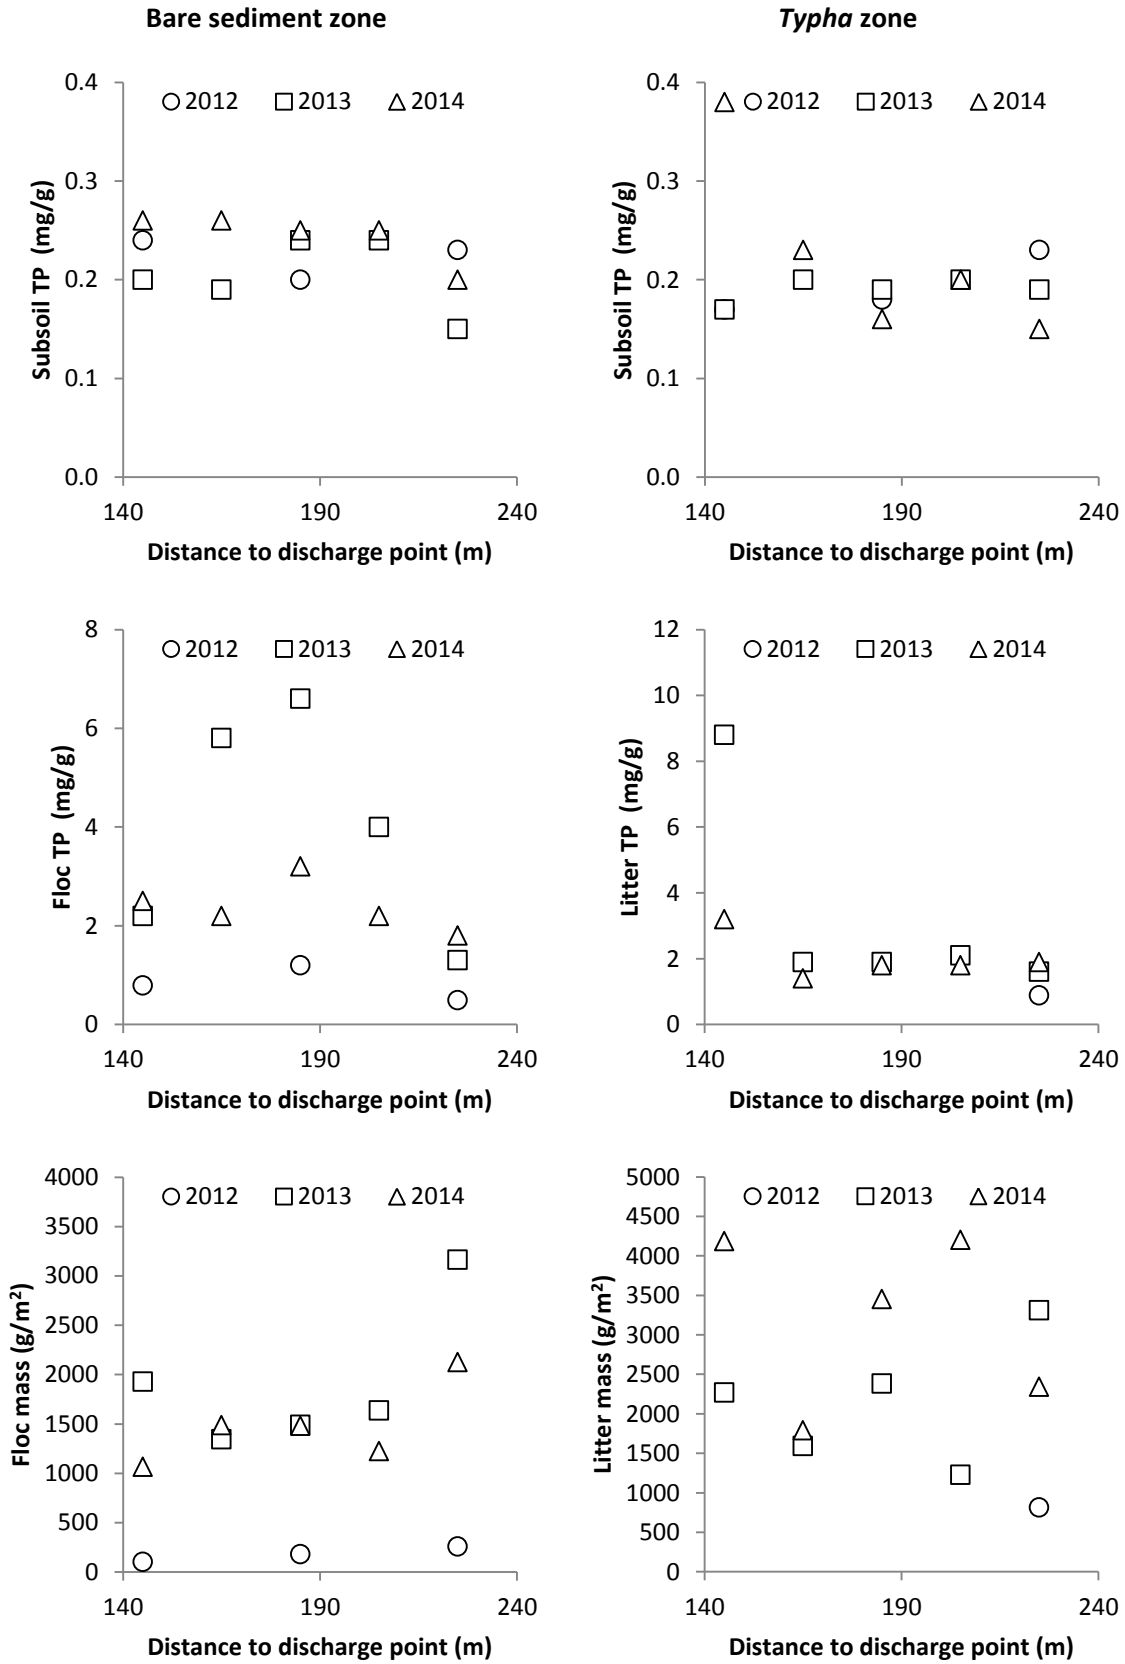 Bare sediment zone
Typha zone
0.4
0.3
0.2
0.1
0.0
Subsoil TP (mg/g)
2012 2013 2014
140 190 240
Distance to discharge point (m)
0.4
0.3
0.2
0.1
0.0
Subsoil TP (mg/g)
2012 2013 2014
140 190 240
Distance to discharge point (m)
8
6
4
2
0
Floc TP (mg/g)
2012 2013 2014
140 190 240
Distance to discharge point (m)
12
10
8
6
4
2
0
Litter TP (mg/g)
2012 2013 2014
140 190 240
Distance to discharge point (m)
4000
3500
3000
2500
2000
1500
1000
500
0
Floc mass (g/m²)
2012 2013 2014
140 190 240
Distance to discharge point (m)
5000
4500
4000
3500
3000
2500
2000
1500
1000
500
0
Litter mass (g/m²)
2012 2013 2014
140 190 240
Distance to discharge point (m)